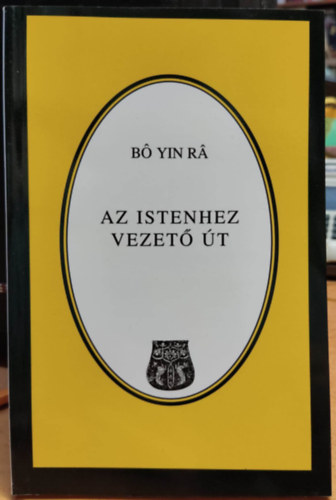 BÔ YIN RÂ
AZ ISTENHEZ
VEZETŐ ÚT